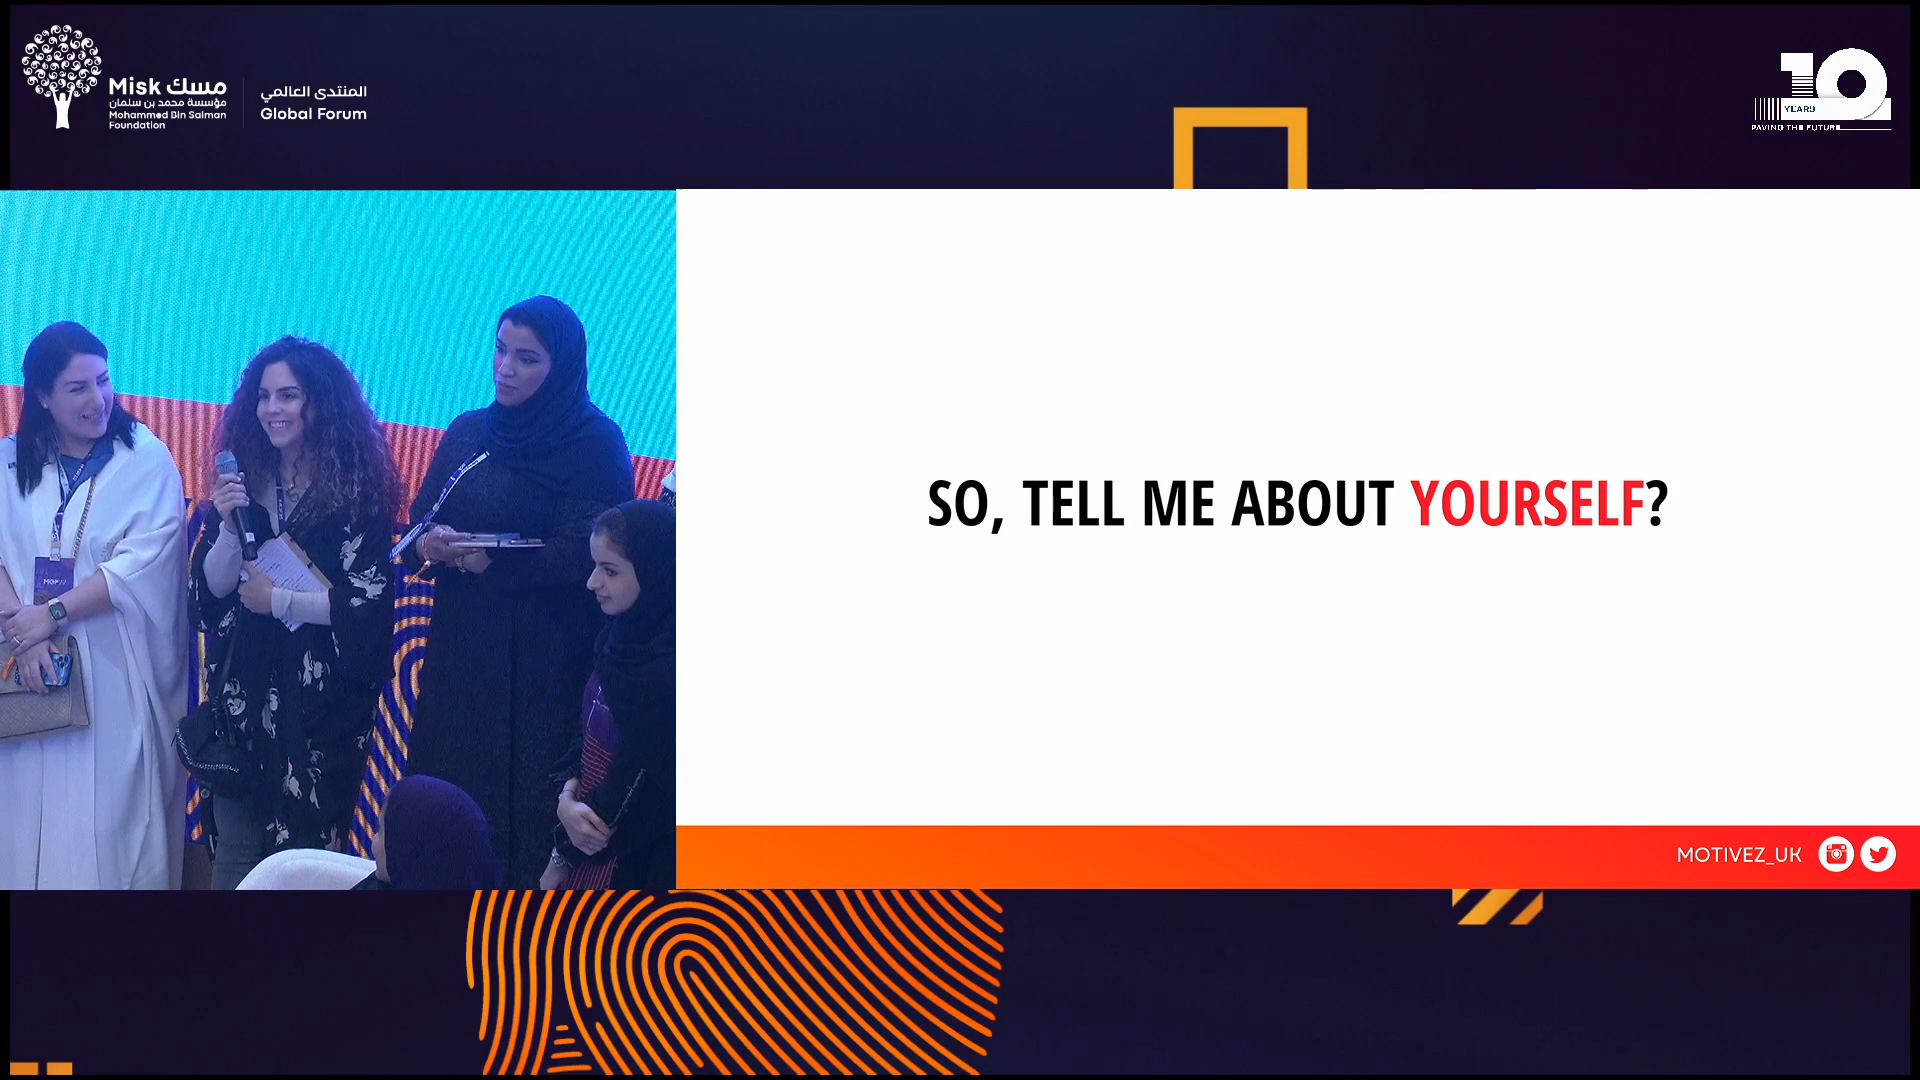 Misk مسك
مؤسسة محمد بن سلمان
Mohammed Bin Salman
Foundation
المنتدى العالمي
Global Forum
10
YEARS
PAVING THE FUTURE
SO, TELL ME ABOUT YOURSELF?
MOTIVEZ_UK